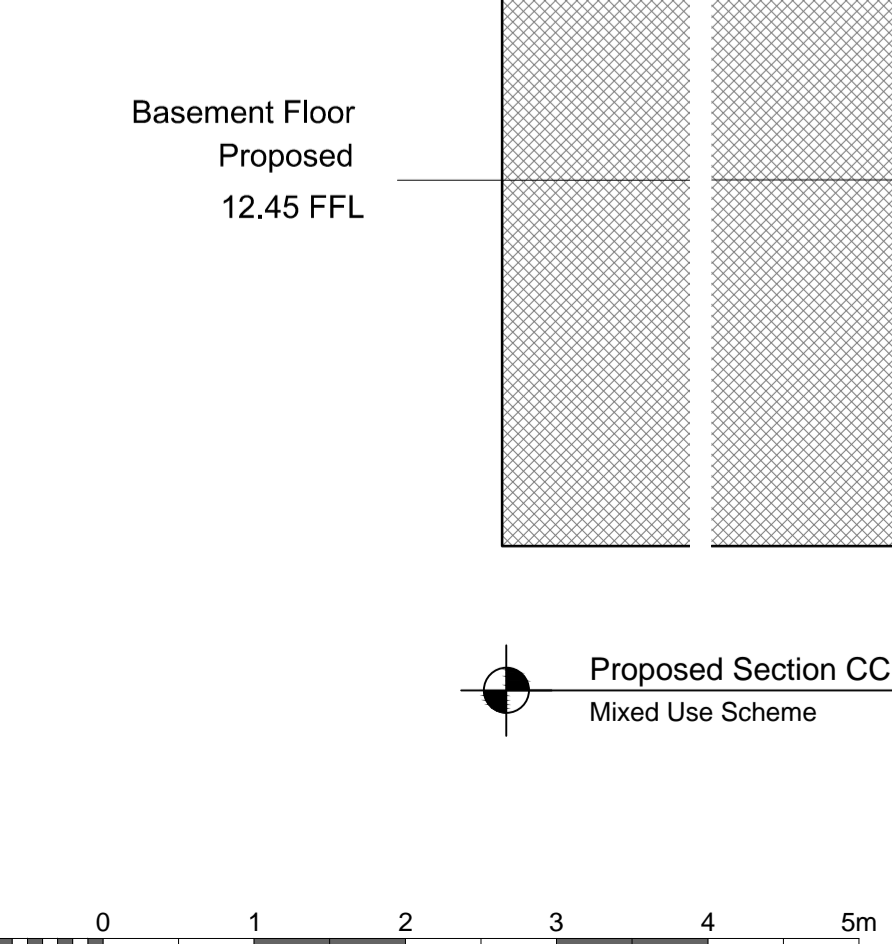 Basement Floor
Proposed
12.45 FFL
Proposed Section CC
Mixed Use Scheme
0 1 2 3 4 5m